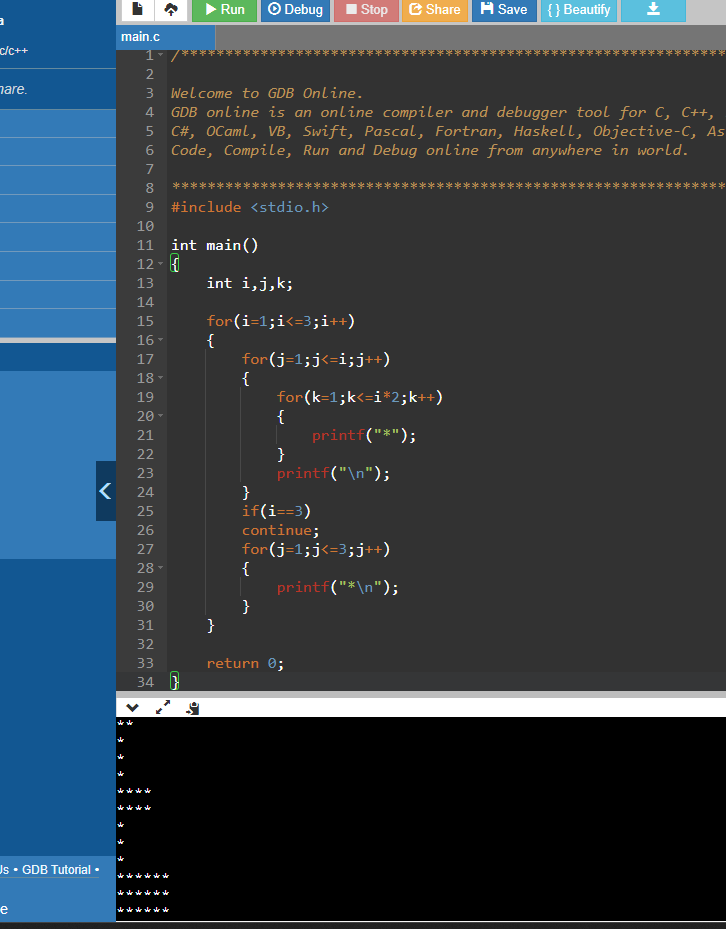 a
Run Debug Stop Share Save { } Beautify
c/c++
main.c
hare.
1 /***************************************************************
2
3 Welcome to GDB Online.
4 GDB online is an online compiler and debugger tool for C, C++,
5 C#, OCaml, VB, Swift, Pascal, Fortran, Haskell, Objective-C, As
6 Code, Compile, Run and Debug online from anywhere in world.
7
8 ***************************************************************
9 #include <stdio.h>
10
11 int main()
12 {
13     int i,j,k;
14
15     for(i=1;i<=3;i++)
16     {
17         for(j=1;j<=i;j++)
18         {
19             for(k=1;k<=i*2;k++)
20             {
21                 printf("*");
22             }
23             printf("\n");
24         }
25         if(i==3)
26         continue;
27         for(j=1;j<=3;j++)
28         {
29             printf("*\n");
30         }
31     }
32
33     return 0;
34 }
**
*
*
*
****
****
*
*
*
******
******
******
Us • GDB Tutorial •
e